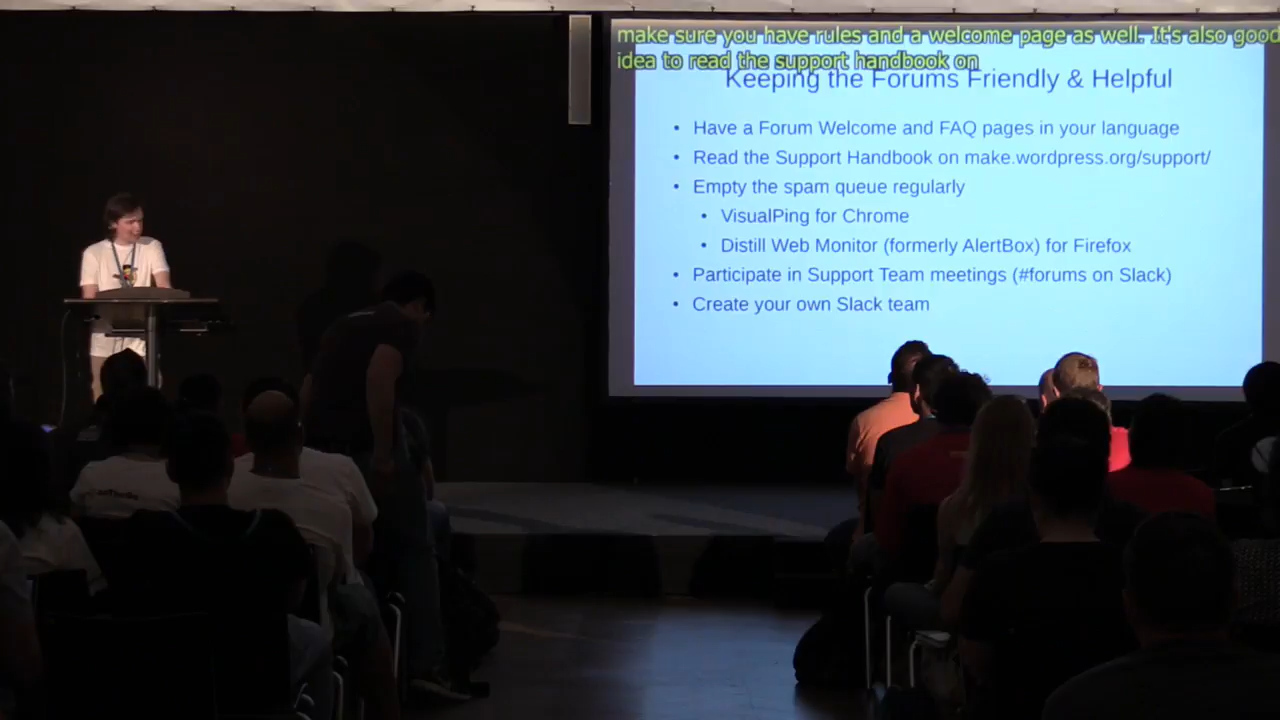 make sure you have rules and a welcome page as well. It's also good
idea to read the support handbook on
Keeping the Forums Friendly & Helpful
• Have a Forum Welcome and FAQ pages in your language
• Read the Support Handbook on make.wordpress.org/support/
• Empty the spam queue regularly
• VisualPing for Chrome
• Distill Web Monitor (formerly AlertBox) for Firefox
• Participate in Support Team meetings (#forums on Slack)
• Create your own Slack team